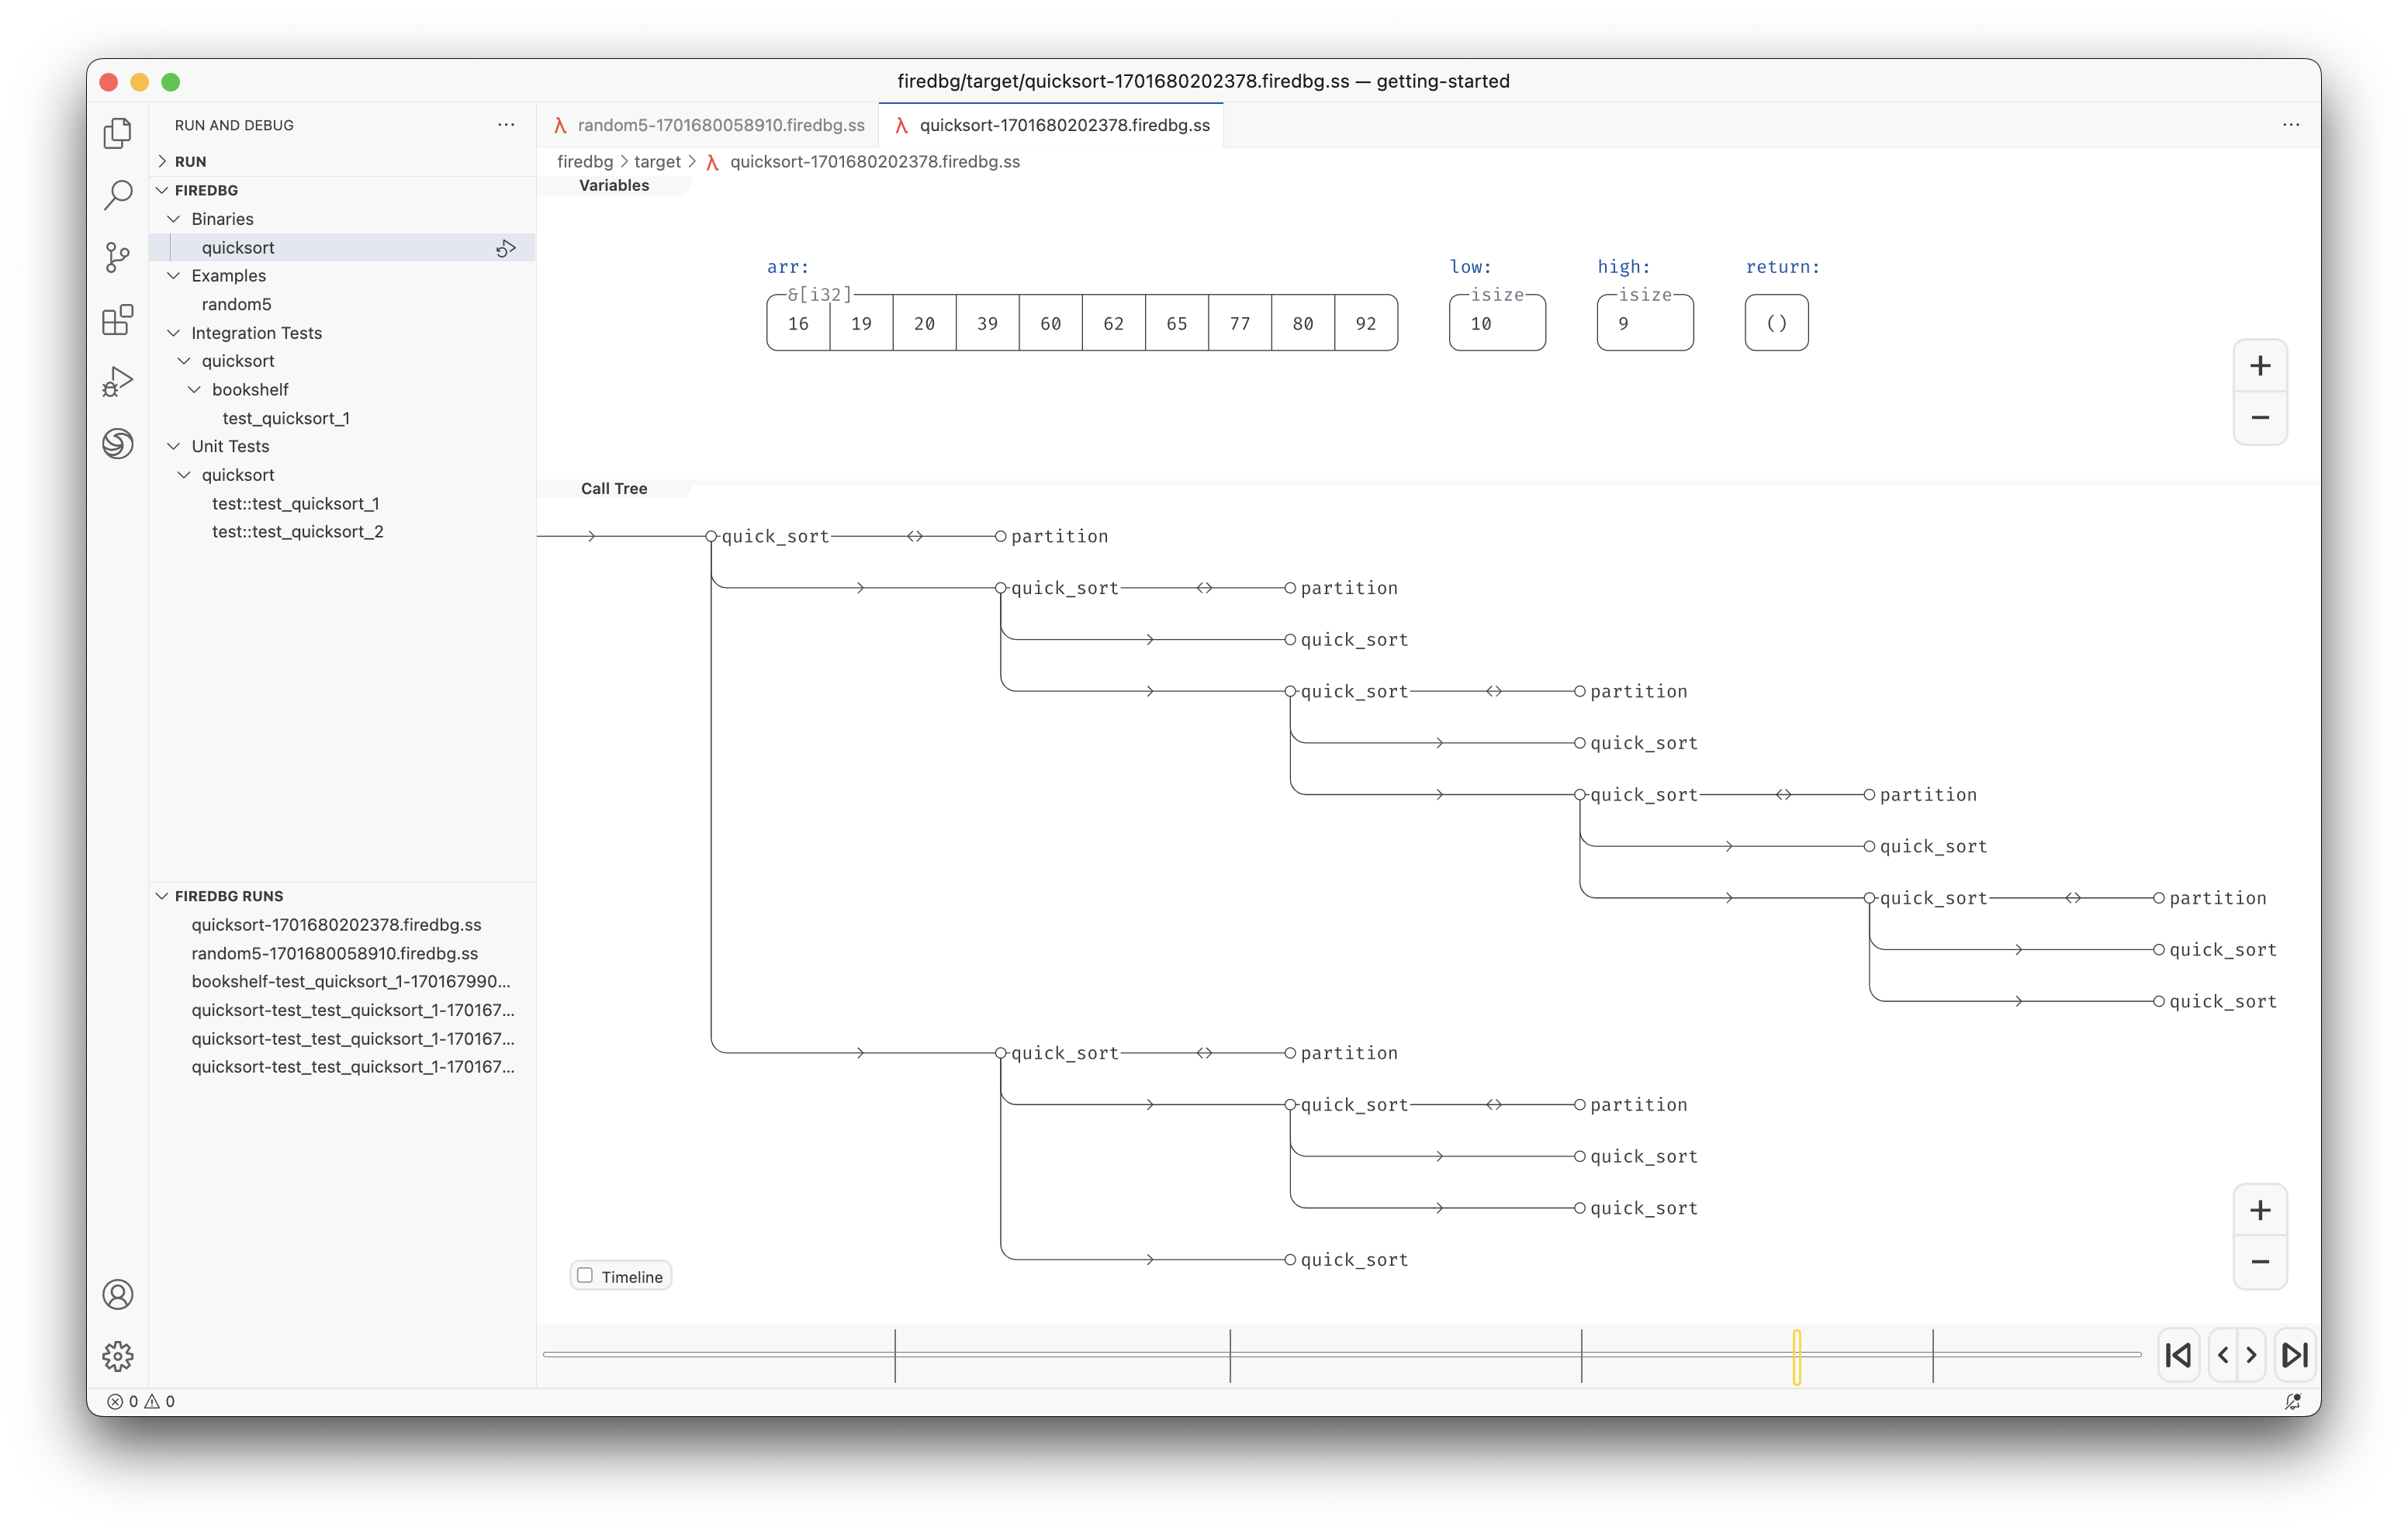 firedbg/target/quicksort-1701680202378.firedbg.ss — getting-started
RUN AND DEBUG
RUN
FIREDBG
Binaries
quicksort
Examples
random5
Integration Tests
quicksort
bookshelf
test_quicksort_1
Unit Tests
quicksort
test::test_quicksort_1
test::test_quicksort_2
FIREDBG RUNS
quicksort-1701680202378.firedbg.ss
random5-1701680058910.firedbg.ss
bookshelf-test_quicksort_1-170167990...
quicksort-test_test_quicksort_1-170167...
quicksort-test_test_quicksort_1-170167...
quicksort-test_test_quicksort_1-170167...
random5-1701680058910.firedbg.ss quicksort-1701680202378.firedbg.ss
firedbg > target > quicksort-1701680202378.firedbg.ss
Variables
arr: low: high: return:
&[i32] isize isize
16 19 20 39 60 62 65 77 80 92 10 9 ()
Call Tree
quick_sort partition
quick_sort partition
quick_sort
quick_sort partition
quick_sort
quick_sort partition
quick_sort
quick_sort partition
quick_sort
quick_sort
quick_sort partition
quick_sort partition
quick_sort
quick_sort
quick_sort
Timeline
0 0